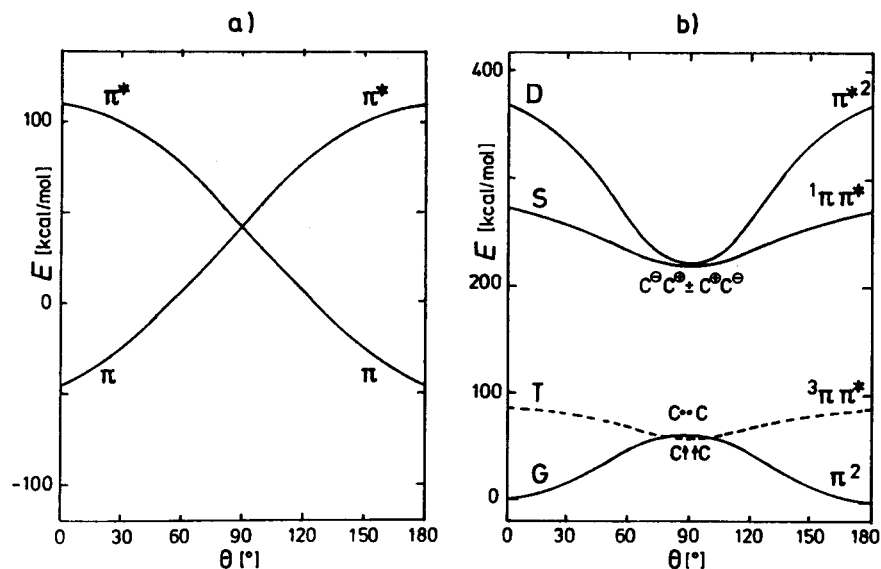 a)
π* π*
100
0
-100
π π
E [kcal/mol]
0 30 60 90 120 150 180
θ [°]
b)
400
200
100
0
E [kcal/mol]
D π*²
S ¹ππ*
C⊖C⊕ ± C⊕C⊖
T ³ππ*
C••C
C↑↑C
G π²
0 30 60 90 120 150 180
θ [°]